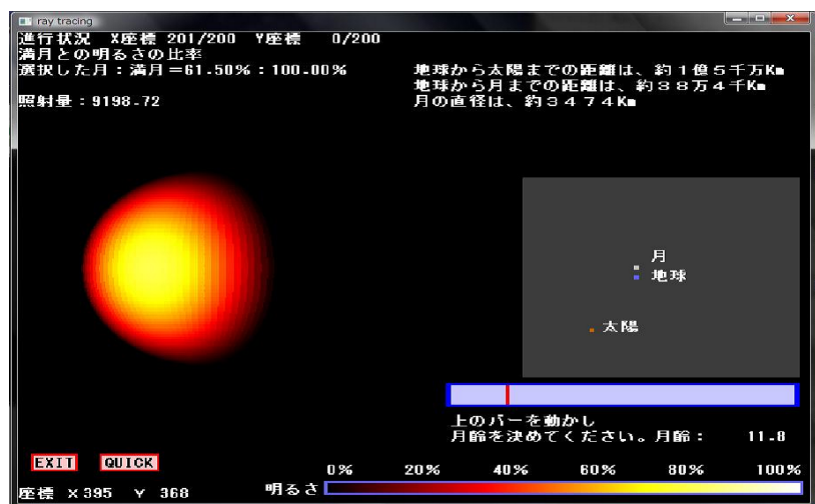 ray tracing
進行状況 X座標 201/200 Y座標 0/200
満月との明るさの比率
選択した月：満月＝61.50%：100.00%
照射量：9198.72
地球から太陽までの距離は、約１億５千万Km
地球から月までの距離は、約３８万４千Km
月の直径は、約３４７４Km
月
地球
太陽
上のバーを動かし
月齢を決めてください。月齢： 11.8
EXIT QUICK
0% 20% 40% 60% 80% 100%
明るさ
座標 X 395 Y 368